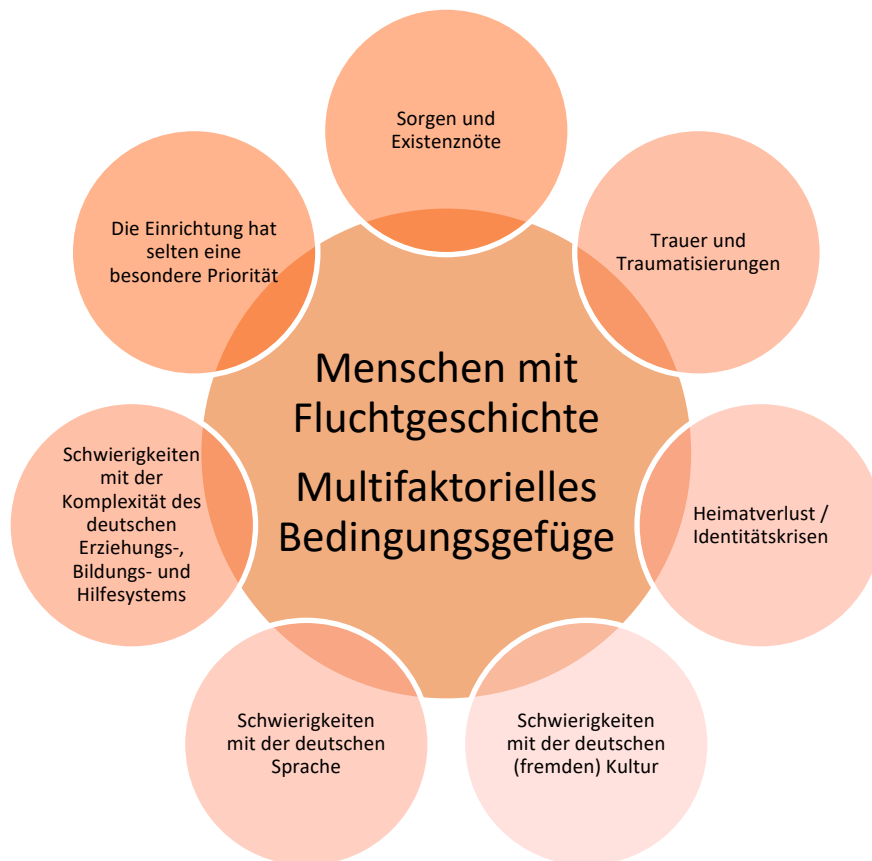 Sorgen und
Existenznöte
Trauer und
Traumatisierungen
Heimatverlust /
Identitätskrisen
Schwierigkeiten
mit der deutschen
(fremden) Kultur
Schwierigkeiten
mit der deutschen
Sprache
Schwierigkeiten
mit der
Komplexität des
deutschen
Erziehungs-,
Bildungs- und
Hilfesystems
Die Einrichtung hat
selten eine
besondere Priorität
Menschen mit
Fluchtgeschichte
Multifaktorielles
Bedingungsgefüge